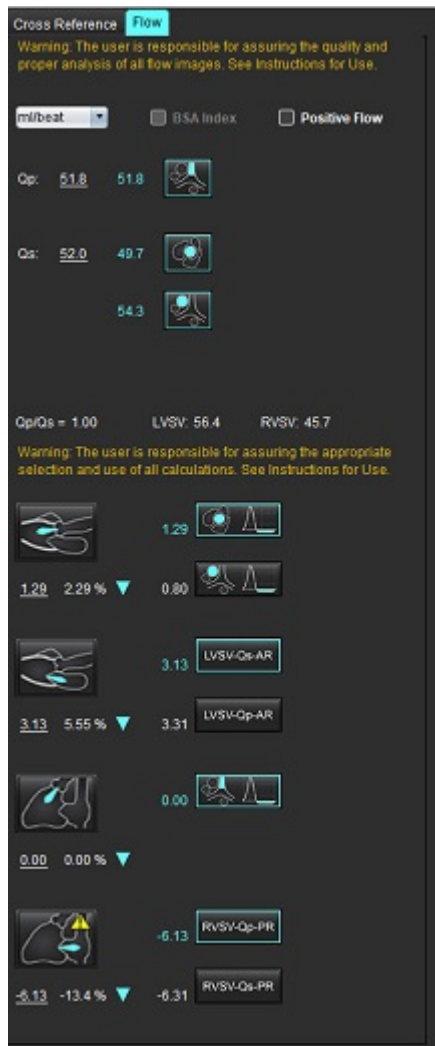 Cross Reference Flow
Warning: The user is responsible for assuring the quality and
proper analysis of all flow images. See Instructions for Use.
ml/beat BSA Index Positive Flow
Qp: 51.8 51.8
Qs: 52.0 49.7
54.3
Qp/Qs = 1.00 LVSV: 56.4 RVSV: 45.7
Warning: The user is responsible for assuring the appropriate
selection and use of all calculations. See Instructions for Use.
1.29
1.29 2.29 % 0.80
3.13 LVSV-Qs-AR
3.13 5.55 % 3.31 LVSV-Qp-AR
0.00
0.00 0.00 %
-6.13 RVSV-Qp-PR
-6.13 -13.4 % -6.31 RVSV-Qs-PR